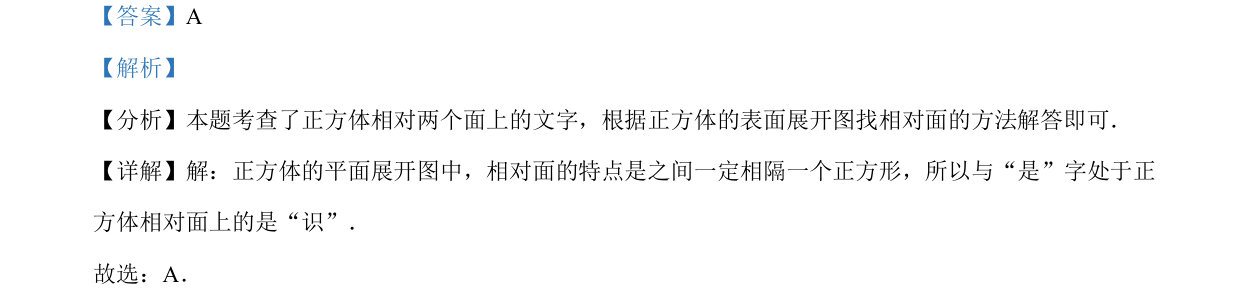 【答案】A
【解析】
【分析】本题考查了正方体相对两个面上的文字，根据正方体的表面展开图找相对面的方法解答即可．
【详解】解：正方体的平面展开图中，相对面的特点是之间一定相隔一个正方形，所以与“是”字处于正
方体相对面上的是“识”．
故选：A．